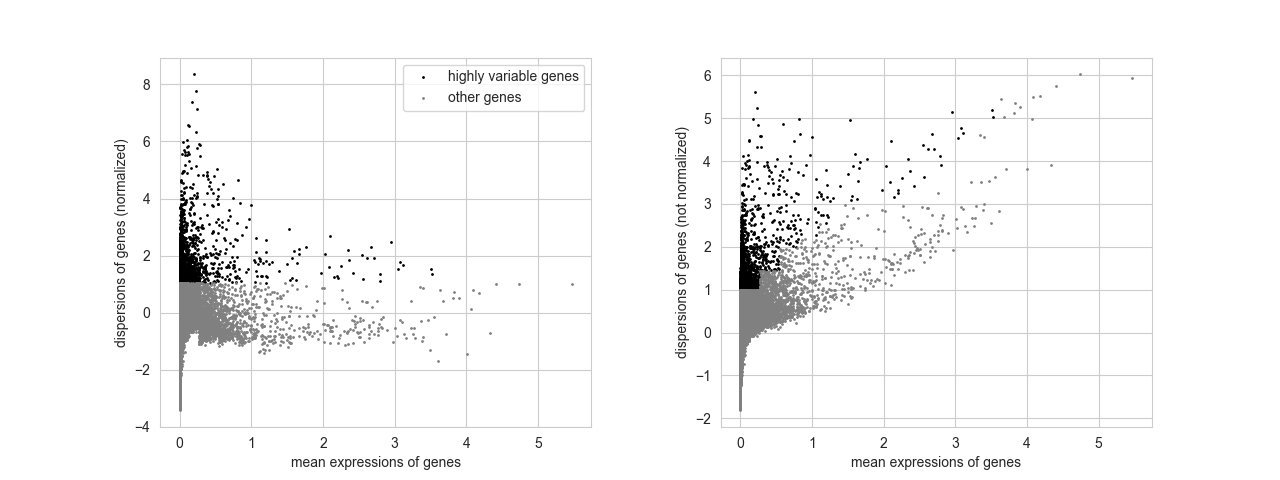 dispersions of genes (normalized)
8
6
4
2
0
−2
−4
highly variable genes
other genes
0 1 2 3 4 5
mean expressions of genes
dispersions of genes (not normalized)
6
5
4
3
2
1
0
−1
−2
0 1 2 3 4 5
mean expressions of genes